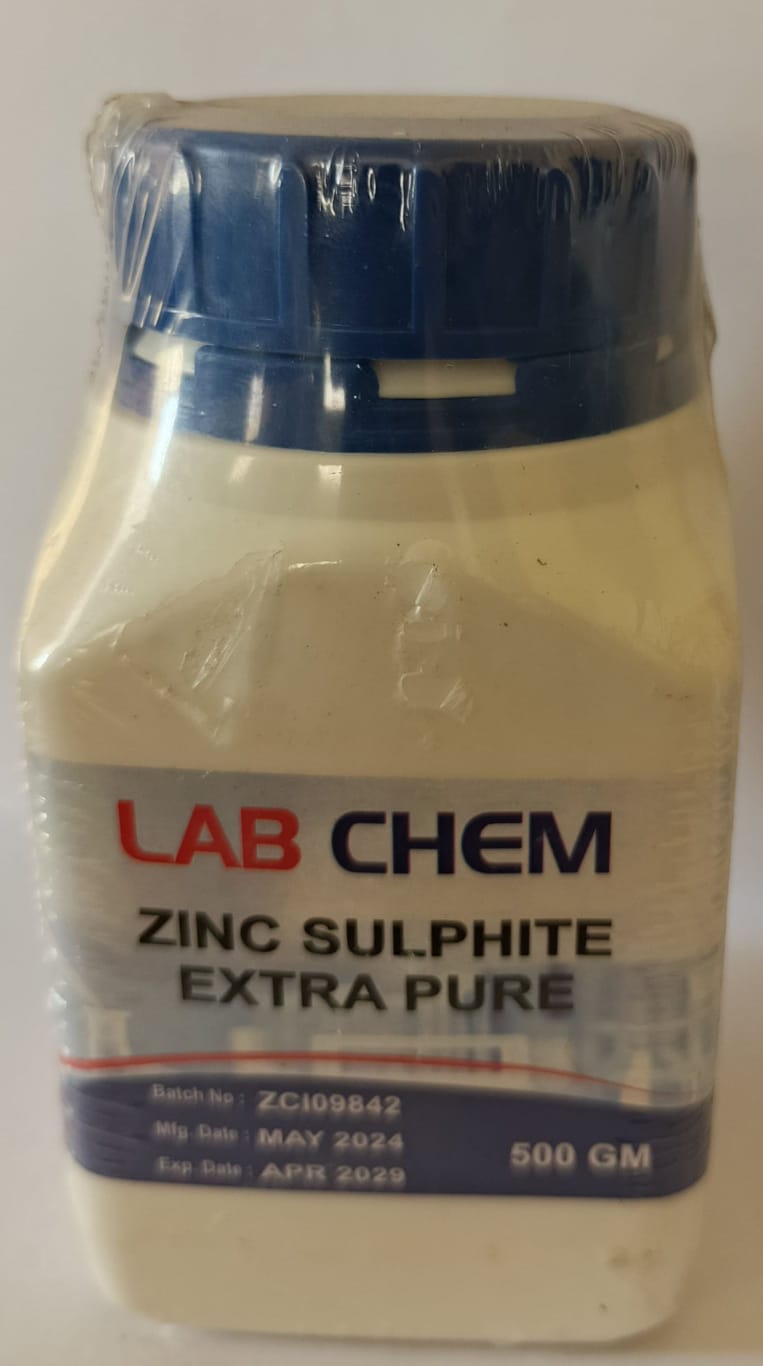 LAB CHEM
ZINC SULPHITE
EXTRA PURE
Batch No : ZCI09842
Mfg. Date : MAY 2024
Exp. Date : APR 2029
500 GM